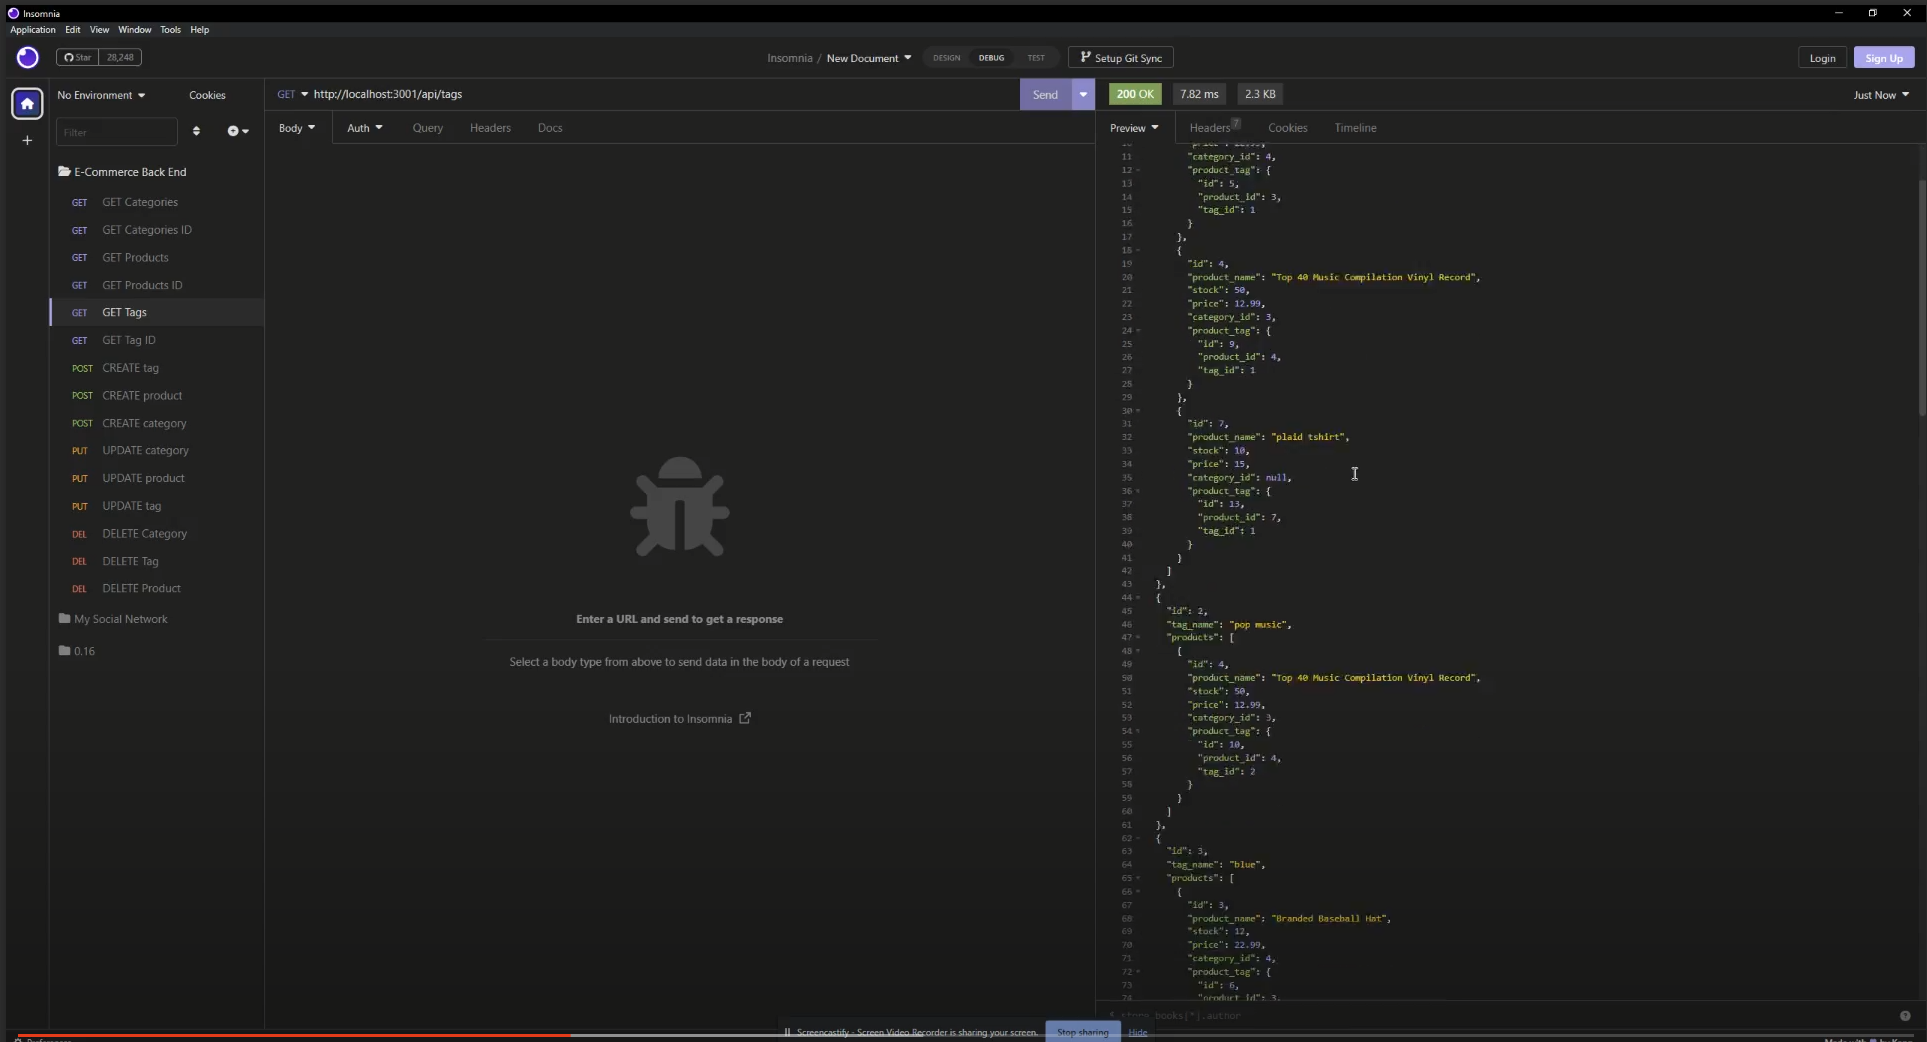 Insomnia
Application Edit View Window Tools Help
Star 28,248
Insomnia / New Document
DESIGN DEBUG TEST
Setup Git Sync
Login Sign Up
No Environment Cookies
GET http://localhost:3001/api/tags
Send
200 OK 7.82 ms 2.3 KB
Just Now
Filter
Body Auth Query Headers Docs
Preview Headers 7 Cookies Timeline
E-Commerce Back End
GET GET Categories
GET GET Categories ID
GET GET Products
GET GET Products ID
GET GET Tags
GET GET Tag ID
POST CREATE tag
POST CREATE product
POST CREATE category
PUT UPDATE category
PUT UPDATE product
PUT UPDATE tag
DEL DELETE Category
DEL DELETE Tag
DEL DELETE Product
My Social Network
0.16
Enter a URL and send to get a response
Select a body type from above to send data in the body of a request
Introduction to Insomnia
11 "category_id": 4,
12 "product_tag": {
13 "id": 5,
14 "product_id": 3,
15 "tag_id": 1
16 }
17 },
18 {
19 "id": 4,
20 "product_name": "Top 40 Music Compilation Vinyl Record",
21 "stock": 50,
22 "price": 12.99,
23 "category_id": 3,
24 "product_tag": {
25 "id": 9,
26 "product_id": 4,
27 "tag_id": 1
28 }
29 },
30 {
31 "id": 7,
32 "product_name": "plaid tshirt",
33 "stock": 10,
34 "price": 15,
35 "category_id": null,
36 "product_tag": {
37 "id": 13,
38 "product_id": 7,
39 "tag_id": 1
40 }
41 }
42 ]
43 },
44 {
45 "id": 2,
46 "tag_name": "pop music",
47 "products": [
48 {
49 "id": 4,
50 "product_name": "Top 40 Music Compilation Vinyl Record",
51 "stock": 50,
52 "price": 12.99,
53 "category_id": 3,
54 "product_tag": {
55 "id": 10,
56 "product_id": 4,
57 "tag_id": 2
58 }
59 }
60 ]
61 },
62 {
63 "id": 3,
64 "tag_name": "blue",
65 "products": [
66 {
67 "id": 3,
68 "product_name": "Branded Baseball Hat",
69 "stock": 12,
70 "price": 22.99,
71 "category_id": 4,
72 "product_tag": {
73 "id": 6,
74 "product_id": 3,
$.store.books[*].author
Screencastify - Screen Video Recorder is sharing your screen. Stop sharing Hide